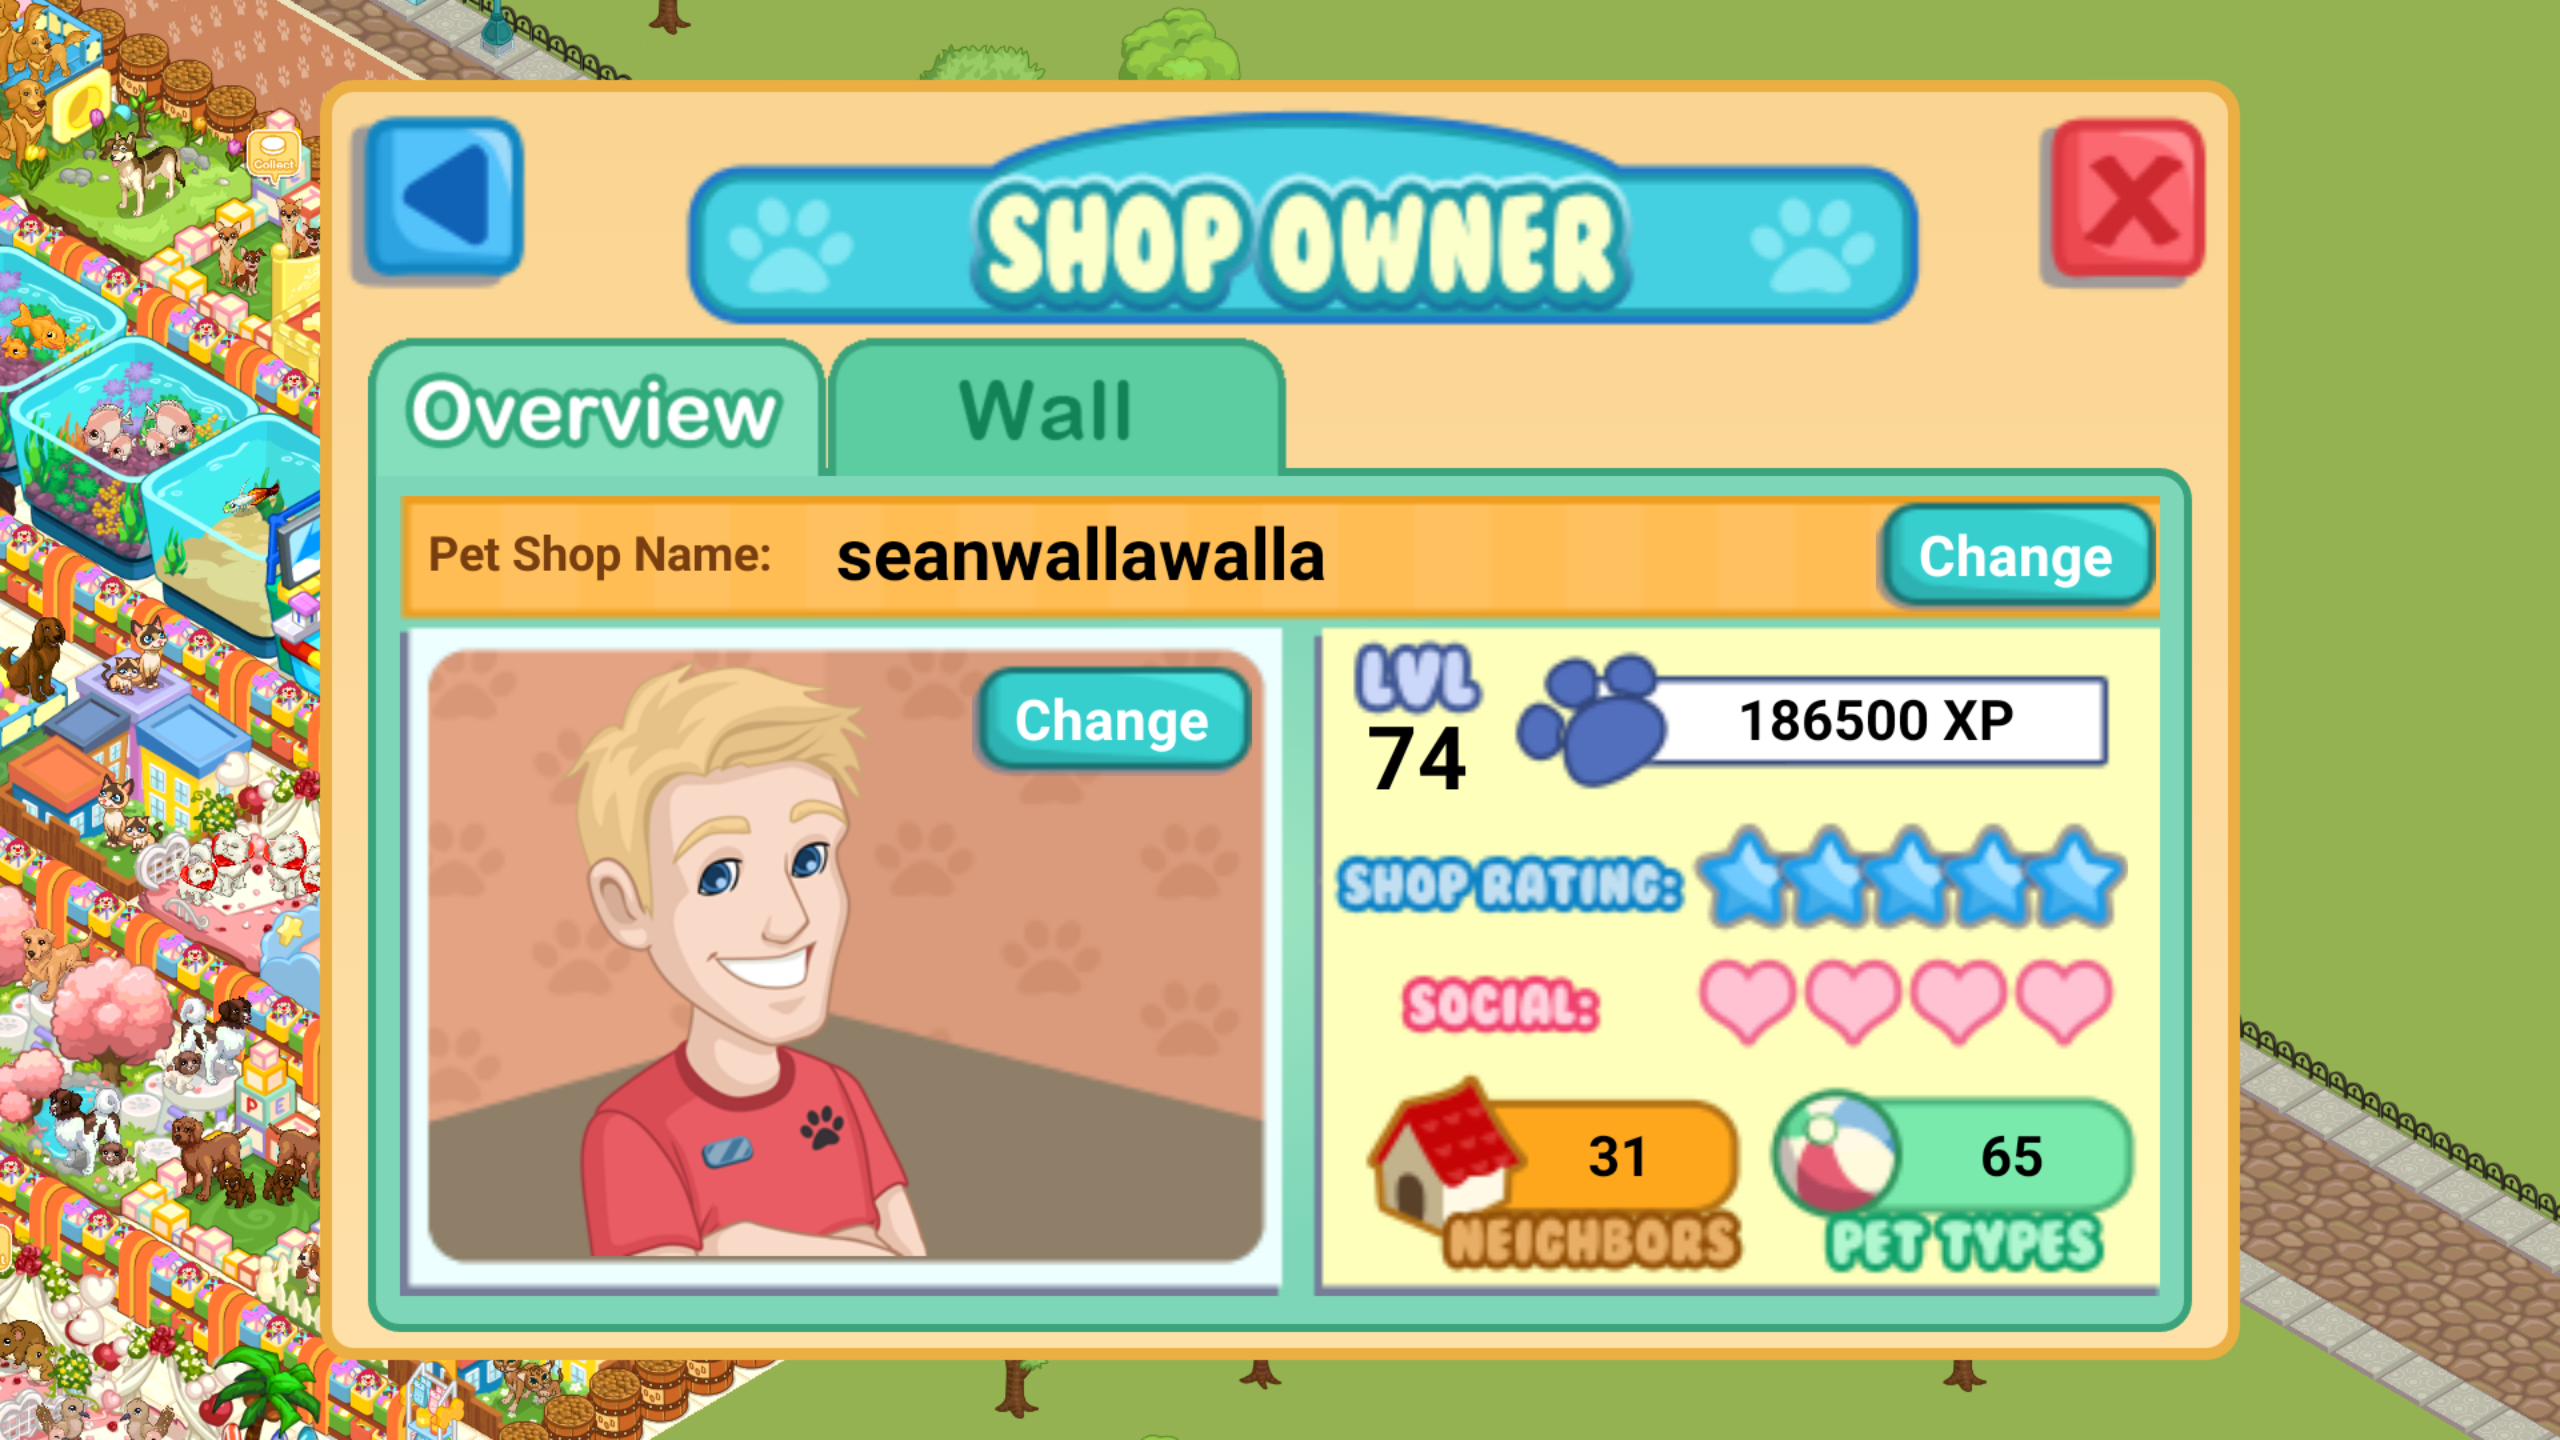 Collect
SHOP OWNER
Overview
Wall
Pet Shop Name:
seanwallawalla
Change
Change
LVL
74
186500 XP
SHOP RATING:
SOCIAL:
31
NEIGHBORS
65
PET TYPES
P E